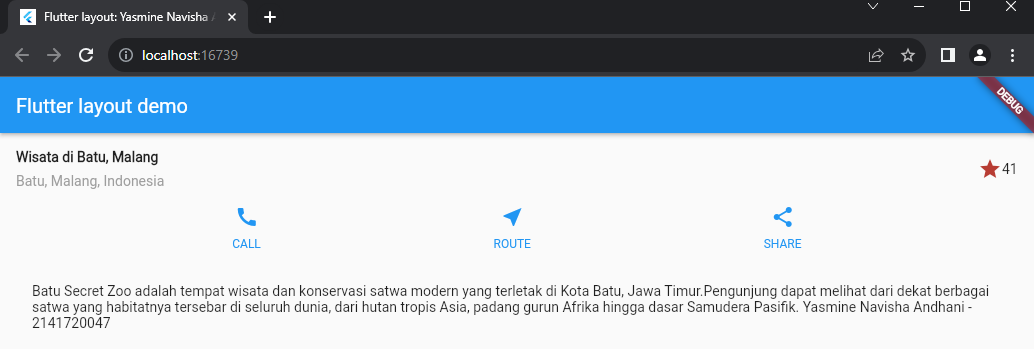 Flutter layout: Yasmine Navisha
localhost:16739
Flutter layout demo
DEBUG
Wisata di Batu, Malang
Batu, Malang, Indonesia
41
CALL
ROUTE
SHARE
Batu Secret Zoo adalah tempat wisata dan konservasi satwa modern yang terletak di Kota Batu, Jawa Timur.Pengunjung dapat melihat dari dekat berbagai
satwa yang habitatnya tersebar di seluruh dunia, dari hutan tropis Asia, padang gurun Afrika hingga dasar Samudera Pasifik. Yasmine Navisha Andhani -
2141720047